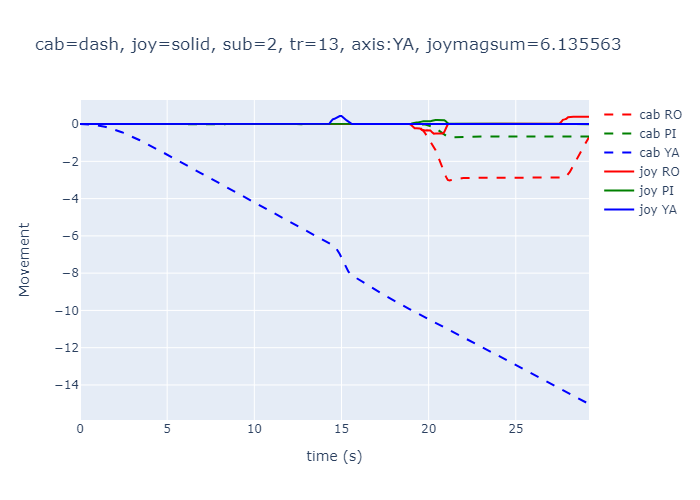 cab=dash, joy=solid, sub=2, tr=13, axis:YA, joymagsum=6.135563
cab RO
cab PI
cab YA
joy RO
joy PI
joy YA
Movement
0
−2
−4
−6
−8
−10
−12
−14
0 5 10 15 20 25
time (s)